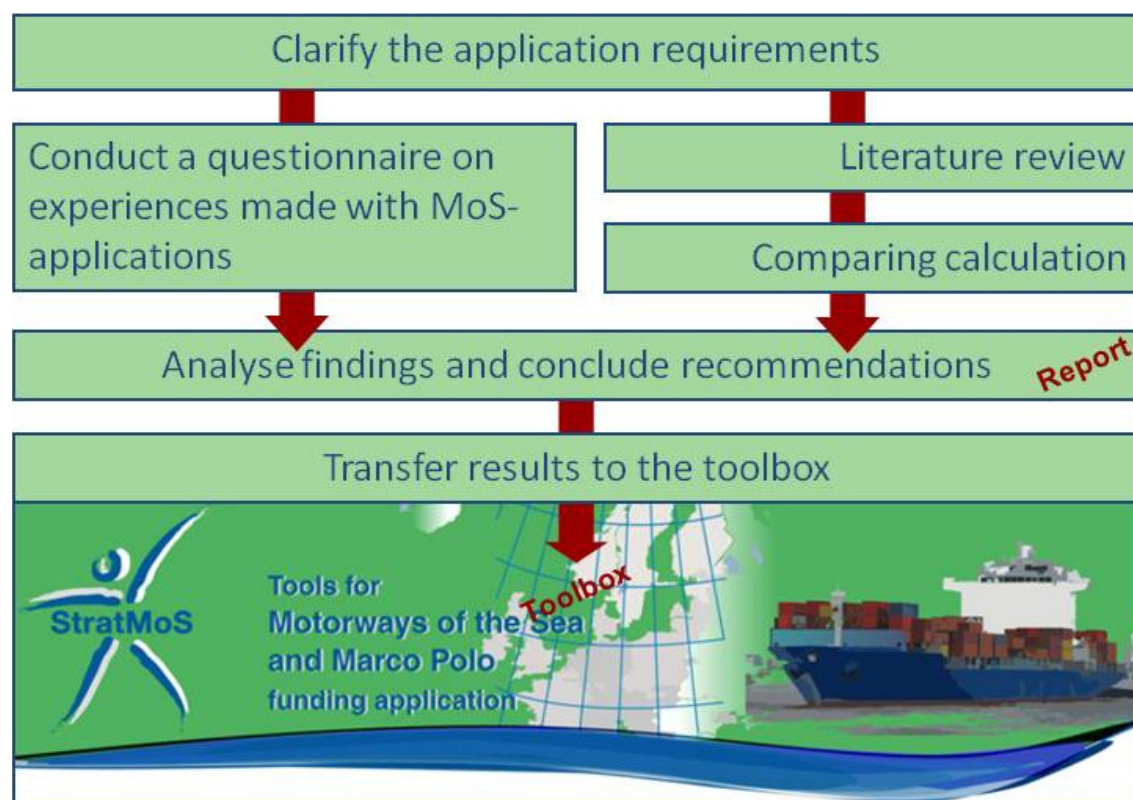 Clarify the application requirements
Conduct a questionnaire on
experiences made with MoS-
applications
Literature review
Comparing calculation
Analyse findings and conclude recommendations
Report
Transfer results to the toolbox
Toolbox
StratMoS
Tools for
Motorways of the Sea
and Marco Polo
funding application